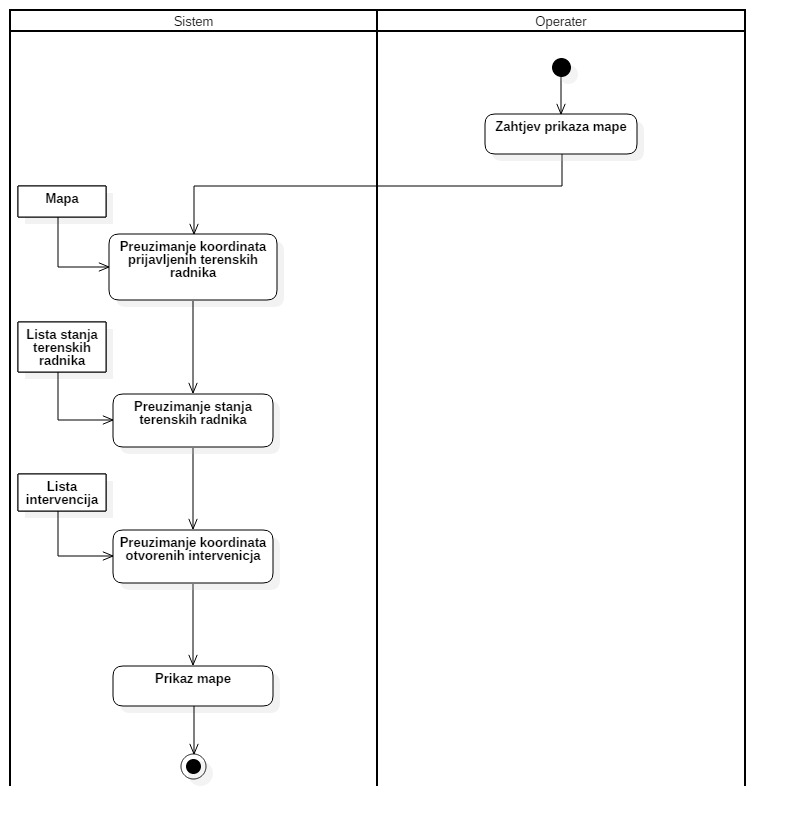 Sistem
Operater
Zahtjev prikaza mape
Mapa
Preuzimanje koordinata
prijavljenih terenskih
radnika
Lista stanja
terenskih
radnika
Preuzimanje stanja
terenskih radnika
Lista
intervencija
Preuzimanje koordinata
otvorenih intervenicja
Prikaz mape